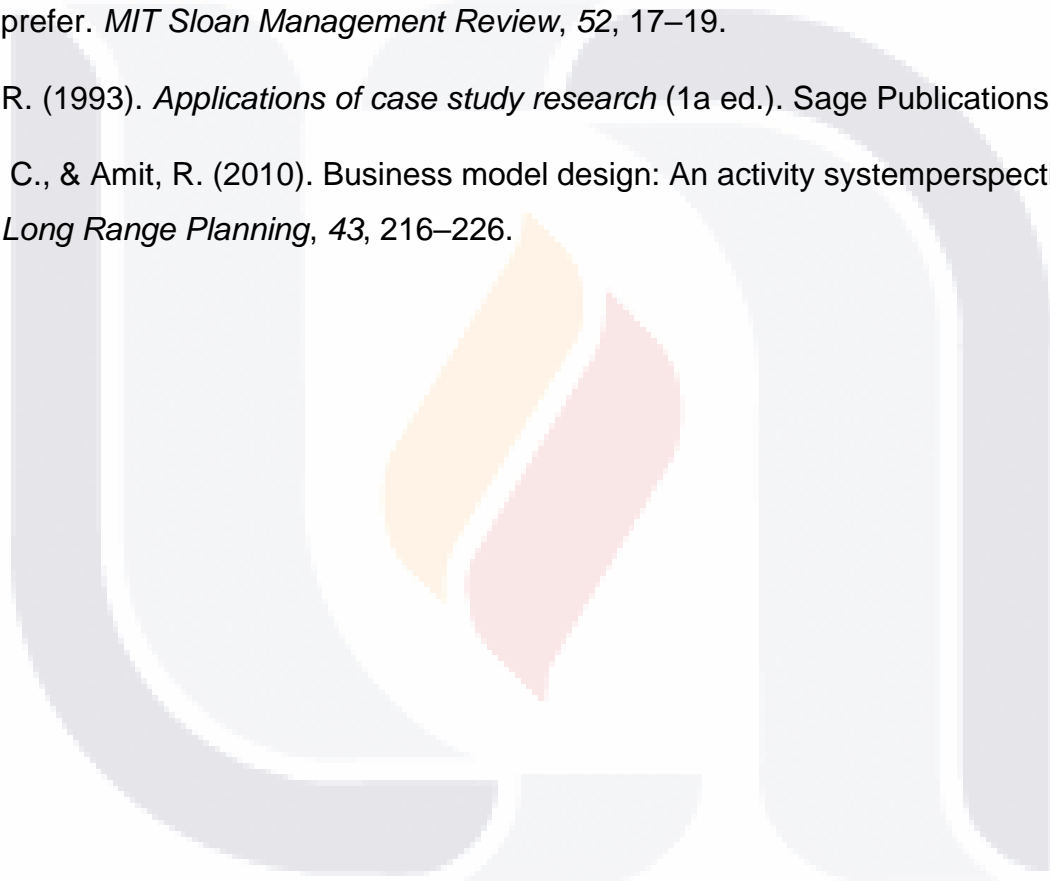 prefer. MIT Sloan Management Review, 52, 17–19.
R. (1993). Applications of case study research (1a ed.). Sage Publications
C., & Amit, R. (2010). Business model design: An activity systemperspect
Long Range Planning, 43, 216–226.